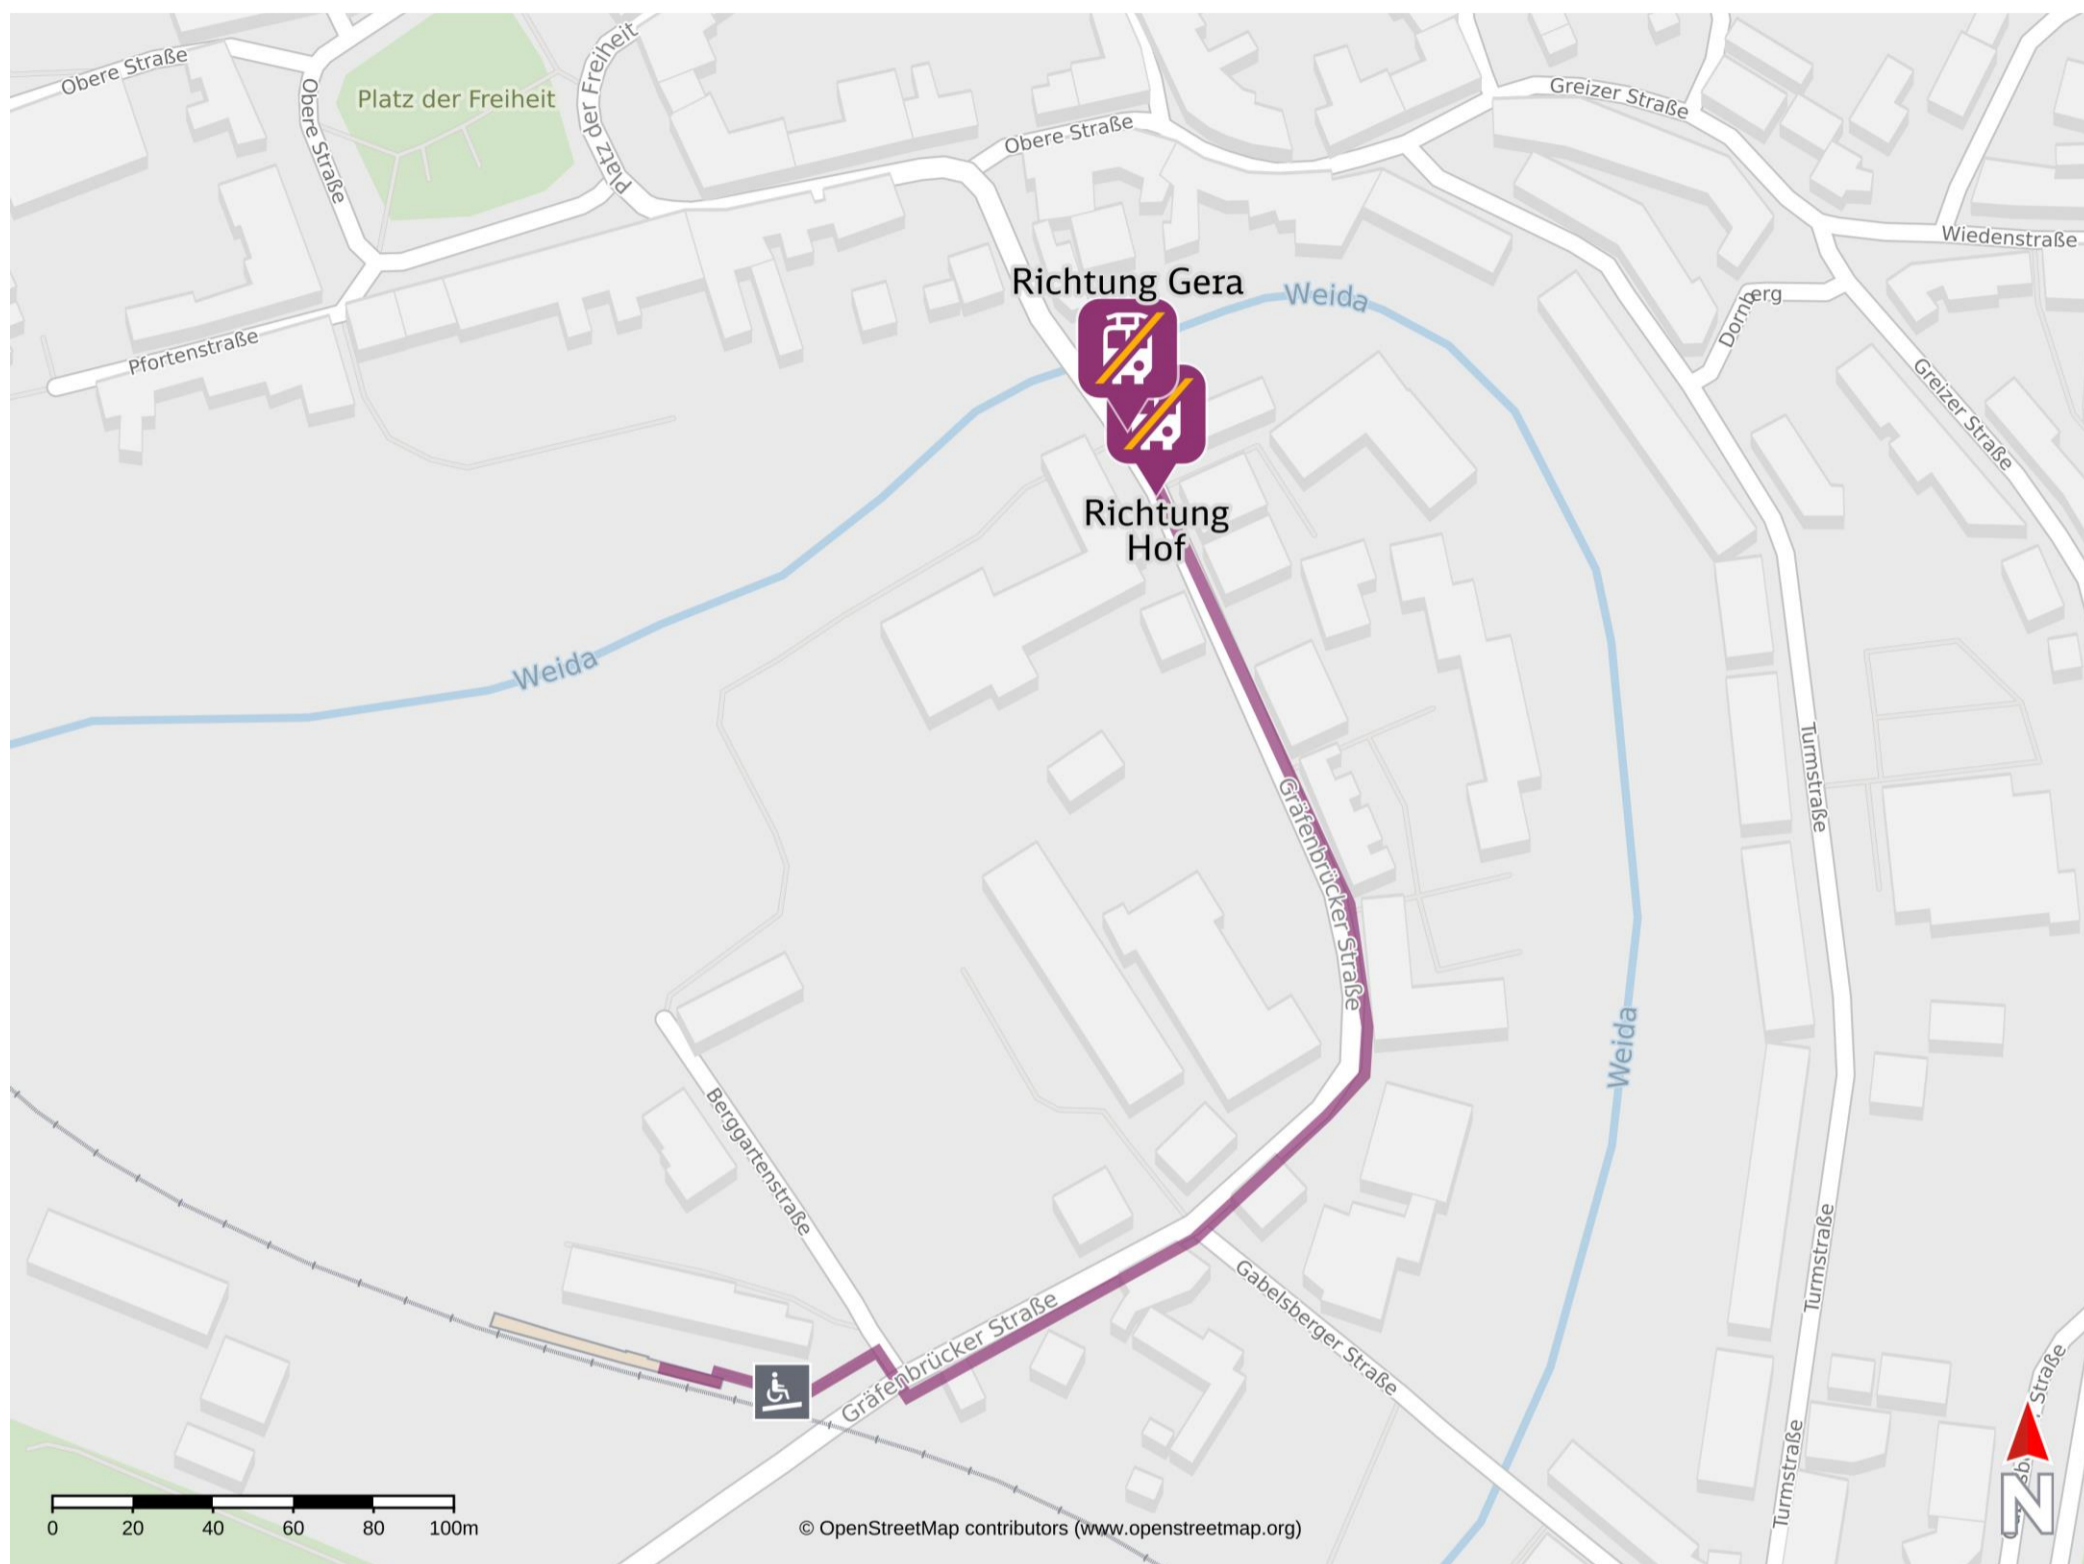 Obere Straße
Obere Straße
Platz der Freiheit
Platz der Freiheit
Platz
Obere Straße
Greizer Straße
Wiedenstraße
Dornberg
Greizer Straße
Pfortenstraße
Richtung Gera
Weida
Richtung
Hof
Weida
Gräfenbrücker Straße
Turmstraße
Weida
Berggartenstraße
Gräfenbrücker Straße
Gabelsberger Straße
Turmstraße
Turmstraße
Straße
N
0 20 40 60 80 100m
© OpenStreetMap contributors (www.openstreetmap.org)